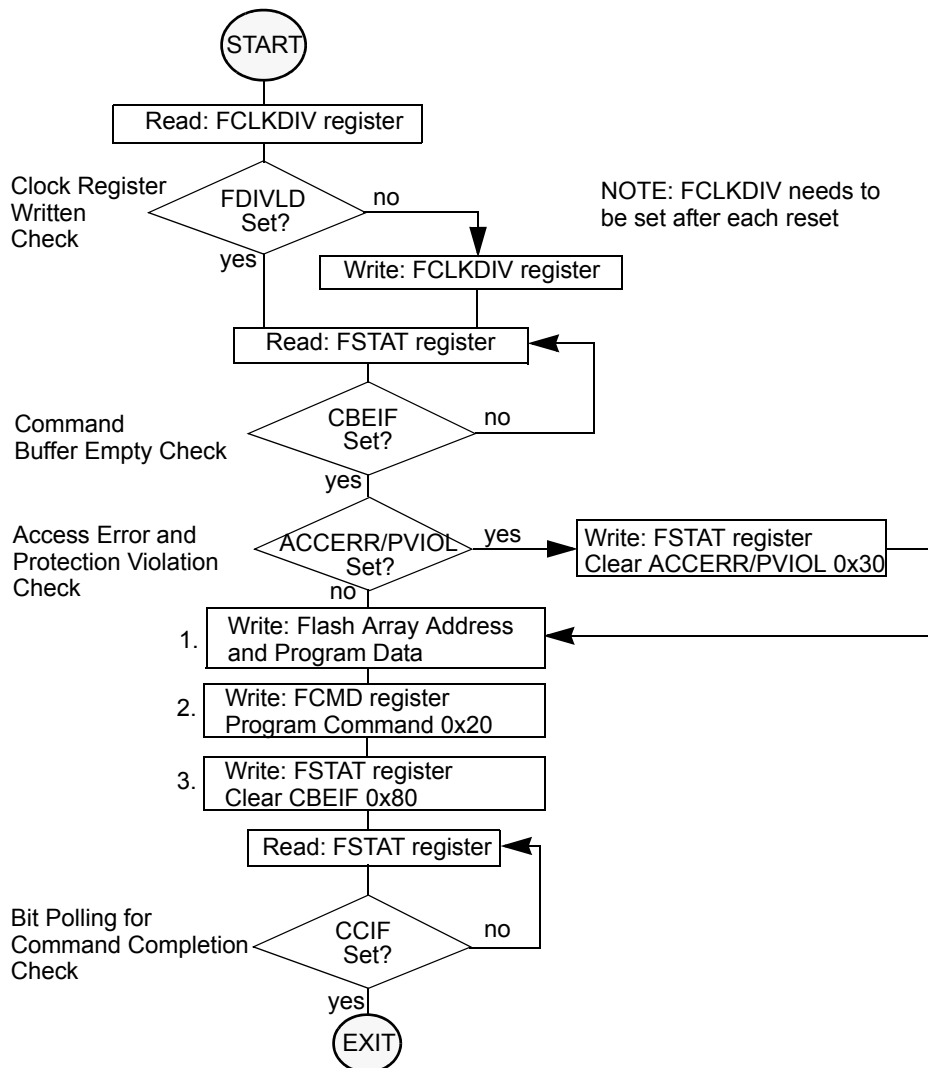 START
Read: FCLKDIV register
Clock Register
Written
Check
FDIVLD
Set?
no
yes
NOTE: FCLKDIV needs to
be set after each reset
Write: FCLKDIV register
Read: FSTAT register
Command
Buffer Empty Check
CBEIF
Set?
no
yes
Access Error and
Protection Violation
Check
ACCERR/PVIOL
Set?
yes
no
Write: FSTAT register
Clear ACCERR/PVIOL 0x30
1.
Write: Flash Array Address
and Program Data
2.
Write: FCMD register
Program Command 0x20
3.
Write: FSTAT register
Clear CBEIF 0x80
Read: FSTAT register
Bit Polling for
Command Completion
Check
CCIF
Set?
no
yes
EXIT